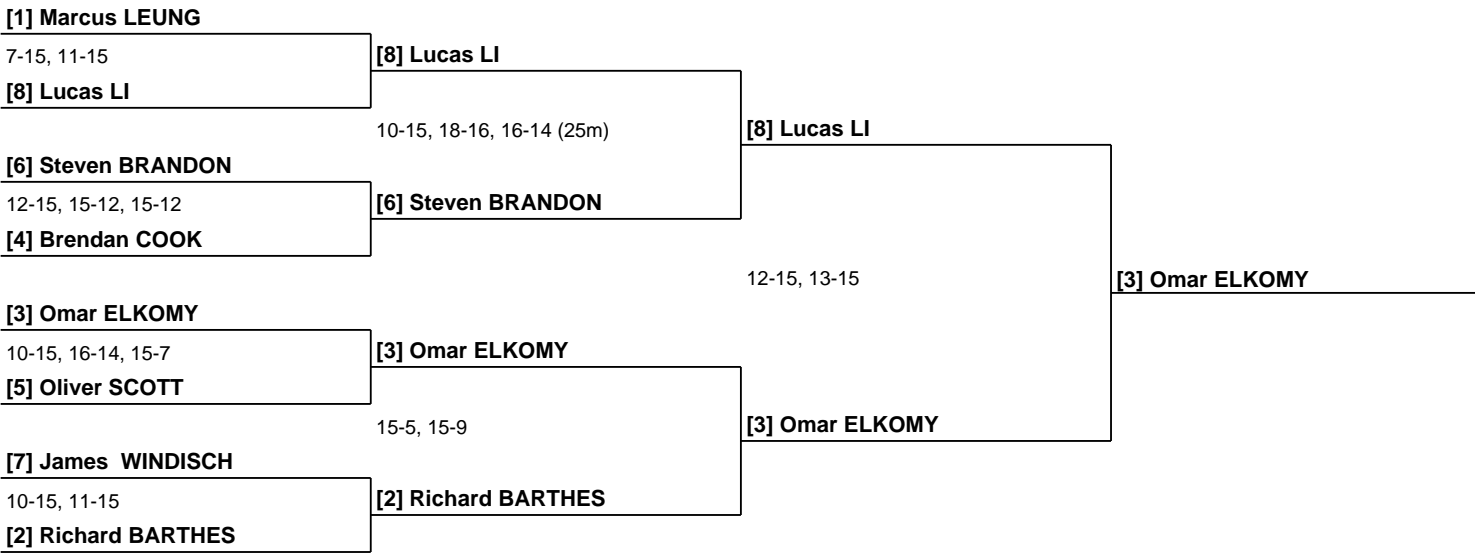 [1] Marcus LEUNG
7-15, 11-15
[8] Lucas LI
[8] Lucas LI
10-15, 18-16, 16-14 (25m)
[8] Lucas LI
[6] Steven BRANDON
12-15, 15-12, 15-12
[6] Steven BRANDON
[4] Brendan COOK
12-15, 13-15
[3] Omar ELKOMY
[3] Omar ELKOMY
10-15, 16-14, 15-7
[3] Omar ELKOMY
[5] Oliver SCOTT
15-5, 15-9
[3] Omar ELKOMY
[7] James  WINDISCH
10-15, 11-15
[2] Richard BARTHES
[2] Richard BARTHES